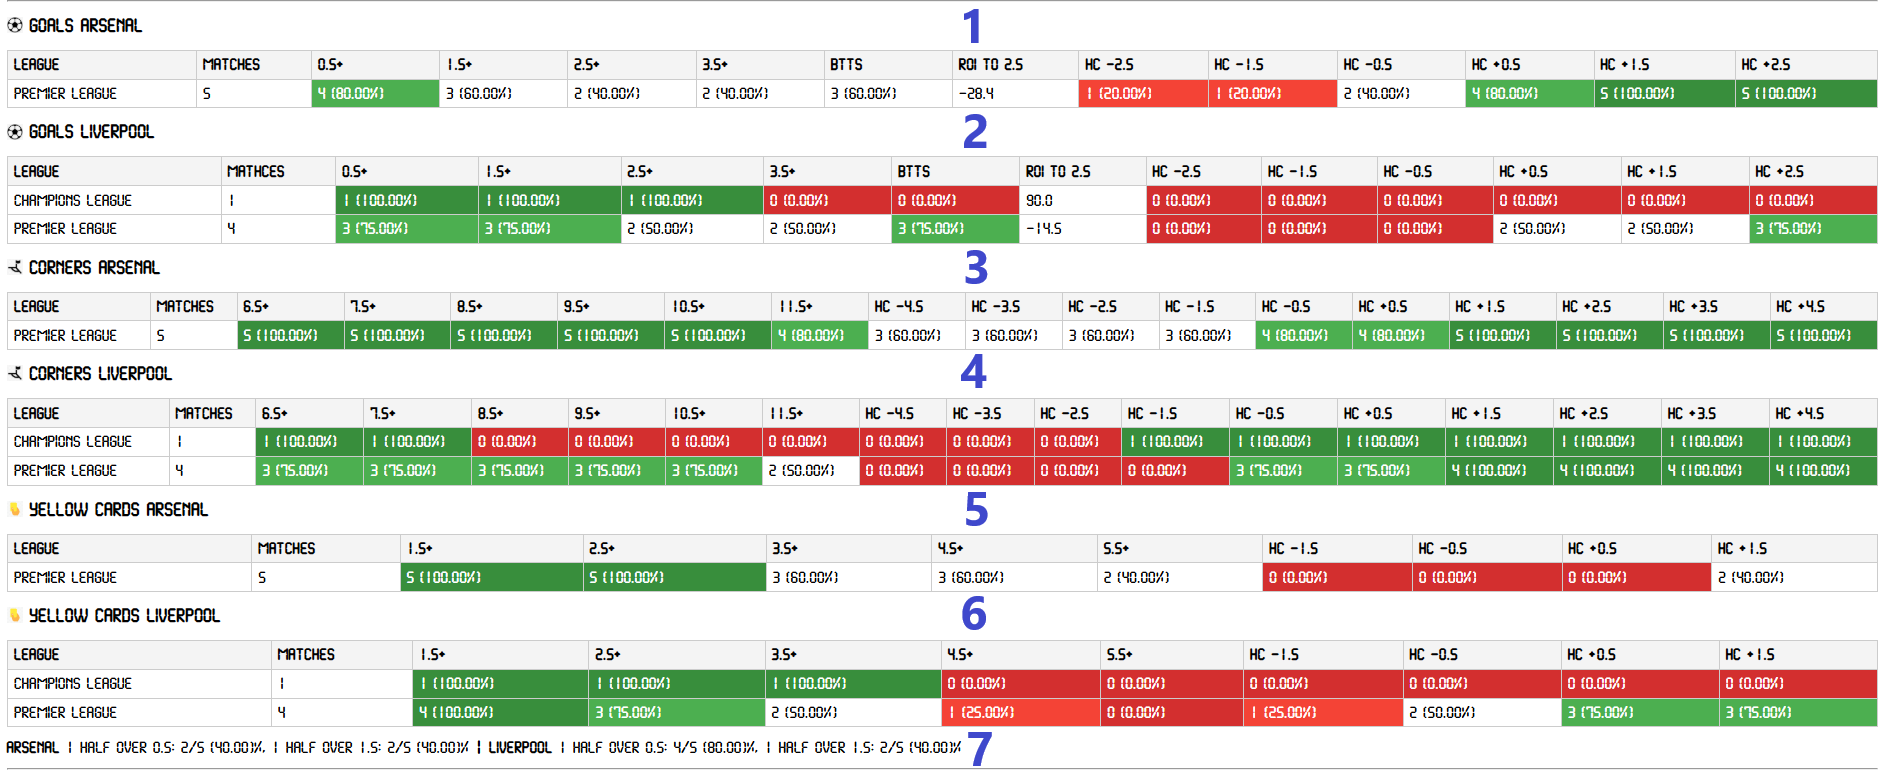 1
GOALS ARSENAL
LEAGUE MATCHES 0.5+ 1.5+ 2.5+ 3.5+ BTTS ROI TO 2.5 HC -2.5 HC -1.5 HC -0.5 HC +0.5 HC +1.5 HC +2.5
PREMIER LEAGUE 5 4 (80.00%) 3 (60.00%) 2 (40.00%) 2 (40.00%) 3 (60.00%) -28.4 1 (20.00%) 1 (20.00%) 2 (40.00%) 4 (80.00%) 5 (100.00%) 5 (100.00%)
GOALS LIVERPOOL 2
LEAGUE MATHCES 0.5+ 1.5+ 2.5+ 3.5+ BTTS ROI TO 2.5 HC -2.5 HC -1.5 HC -0.5 HC +0.5 HC +1.5 HC +2.5
CHAMPIONS LEAGUE 1 1 (100.00%) 1 (100.00%) 1 (100.00%) 0 (0.00%) 0 (0.00%) 90.0 0 (0.00%) 0 (0.00%) 0 (0.00%) 0 (0.00%) 0 (0.00%) 0 (0.00%)
PREMIER LEAGUE 4 3 (75.00%) 3 (75.00%) 2 (50.00%) 2 (50.00%) 3 (75.00%) -14.5 0 (0.00%) 0 (0.00%) 0 (0.00%) 2 (50.00%) 2 (50.00%) 3 (75.00%)
CORNERS ARSENAL 3
LEAGUE MATCHES 6.5+ 7.5+ 8.5+ 9.5+ 10.5+ 11.5+ HC -4.5 HC -3.5 HC -2.5 HC -1.5 HC -0.5 HC +0.5 HC +1.5 HC +2.5 HC +3.5 HC +4.5
PREMIER LEAGUE 5 5 (100.00%) 5 (100.00%) 5 (100.00%) 5 (100.00%) 5 (100.00%) 4 (80.00%) 3 (60.00%) 3 (60.00%) 3 (60.00%) 3 (60.00%) 4 (80.00%) 4 (80.00%) 5 (100.00%) 5 (100.00%) 5 (100.00%) 5 (100.00%)
CORNERS LIVERPOOL 4
LEAGUE MATCHES 6.5+ 7.5+ 8.5+ 9.5+ 10.5+ 11.5+ HC -4.5 HC -3.5 HC -2.5 HC -1.5 HC -0.5 HC +0.5 HC +1.5 HC +2.5 HC +3.5 HC +4.5
CHAMPIONS LEAGUE 1 1 (100.00%) 1 (100.00%) 0 (0.00%) 0 (0.00%) 0 (0.00%) 0 (0.00%) 0 (0.00%) 0 (0.00%) 0 (0.00%) 1 (100.00%) 1 (100.00%) 1 (100.00%) 1 (100.00%) 1 (100.00%) 1 (100.00%) 1 (100.00%)
PREMIER LEAGUE 4 3 (75.00%) 3 (75.00%) 3 (75.00%) 3 (75.00%) 3 (75.00%) 2 (50.00%) 0 (0.00%) 0 (0.00%) 0 (0.00%) 0 (0.00%) 3 (75.00%) 3 (75.00%) 4 (100.00%) 4 (100.00%) 4 (100.00%) 4 (100.00%)
YELLOW CARDS ARSENAL 5
LEAGUE MATCHES 1.5+ 2.5+ 3.5+ 4.5+ 5.5+ HC -1.5 HC -0.5 HC +0.5 HC +1.5
PREMIER LEAGUE 5 5 (100.00%) 5 (100.00%) 3 (60.00%) 3 (60.00%) 2 (40.00%) 0 (0.00%) 0 (0.00%) 0 (0.00%) 2 (40.00%)
YELLOW CARDS LIVERPOOL 6
LEAGUE MATCHES 1.5+ 2.5+ 3.5+ 4.5+ 5.5+ HC -1.5 HC -0.5 HC +0.5 HC +1.5
CHAMPIONS LEAGUE 1 1 (100.00%) 1 (100.00%) 1 (100.00%) 0 (0.00%) 0 (0.00%) 0 (0.00%) 0 (0.00%) 0 (0.00%) 0 (0.00%)
PREMIER LEAGUE 4 4 (100.00%) 3 (75.00%) 2 (50.00%) 1 (25.00%) 0 (0.00%) 1 (25.00%) 2 (50.00%) 3 (75.00%) 3 (75.00%)
ARSENAL 1 HALF OVER 0.5: 2/5 (40.00)%, 1 HALF OVER 1.5: 2/5 (40.00)% | LIVERPOOL 1 HALF OVER 0.5: 4/5 (80.00)%, 1 HALF OVER 1.5: 2/5 (40.00)% 7